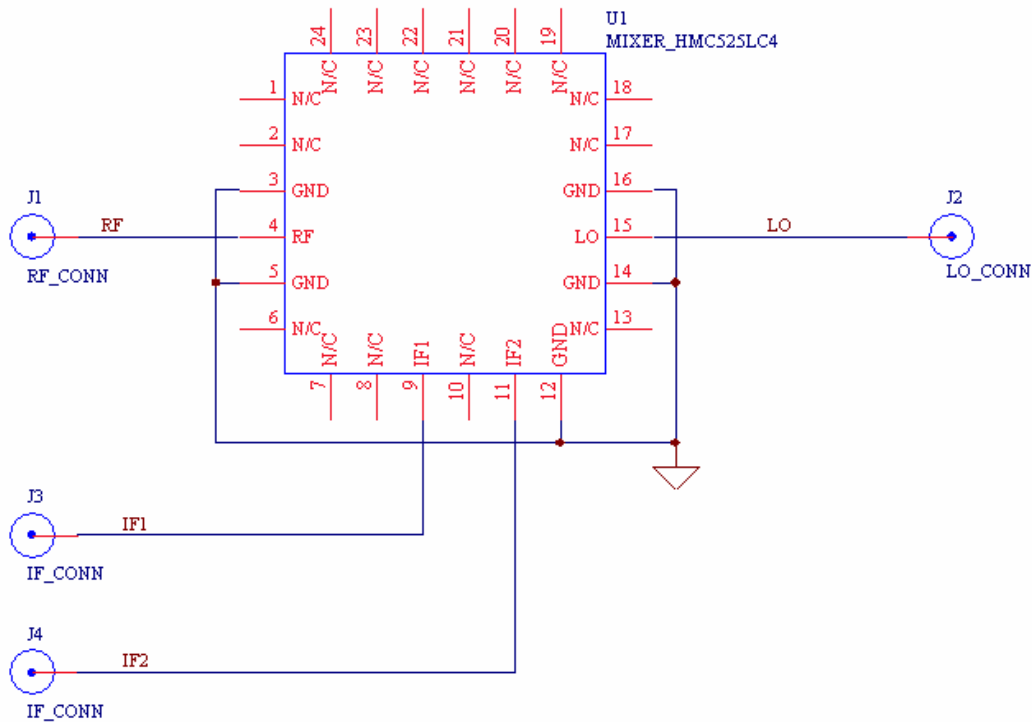 U1
MIXER_HMC525LC4
24 23 22 21 20 19
N/C N/C N/C N/C N/C N/C
1 N/C N/C 18
2 N/C N/C 17
3 GND GND 16
J1 RF 4 RF LO 15 LO J2
RF_CONN LO_CONN
5 GND GND 14
6 N/C N/C 13
N/C N/C IF1 N/C IF2 GND
7 8 9 10 11 12
J3
IF1
IF_CONN
J4
IF2
IF_CONN